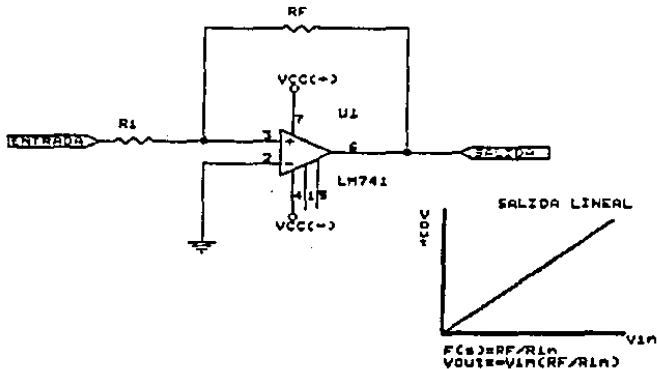 RF
VCC(+)
7
U1
ENTRADA
R1
3
+
2
-
6
SALIDA
LM741
4
1
5
VCC(-)
SALIDA LINEAL
Vout
Vin
F(s)=RF/Rin
Vout=-Vin(RF/Rin)